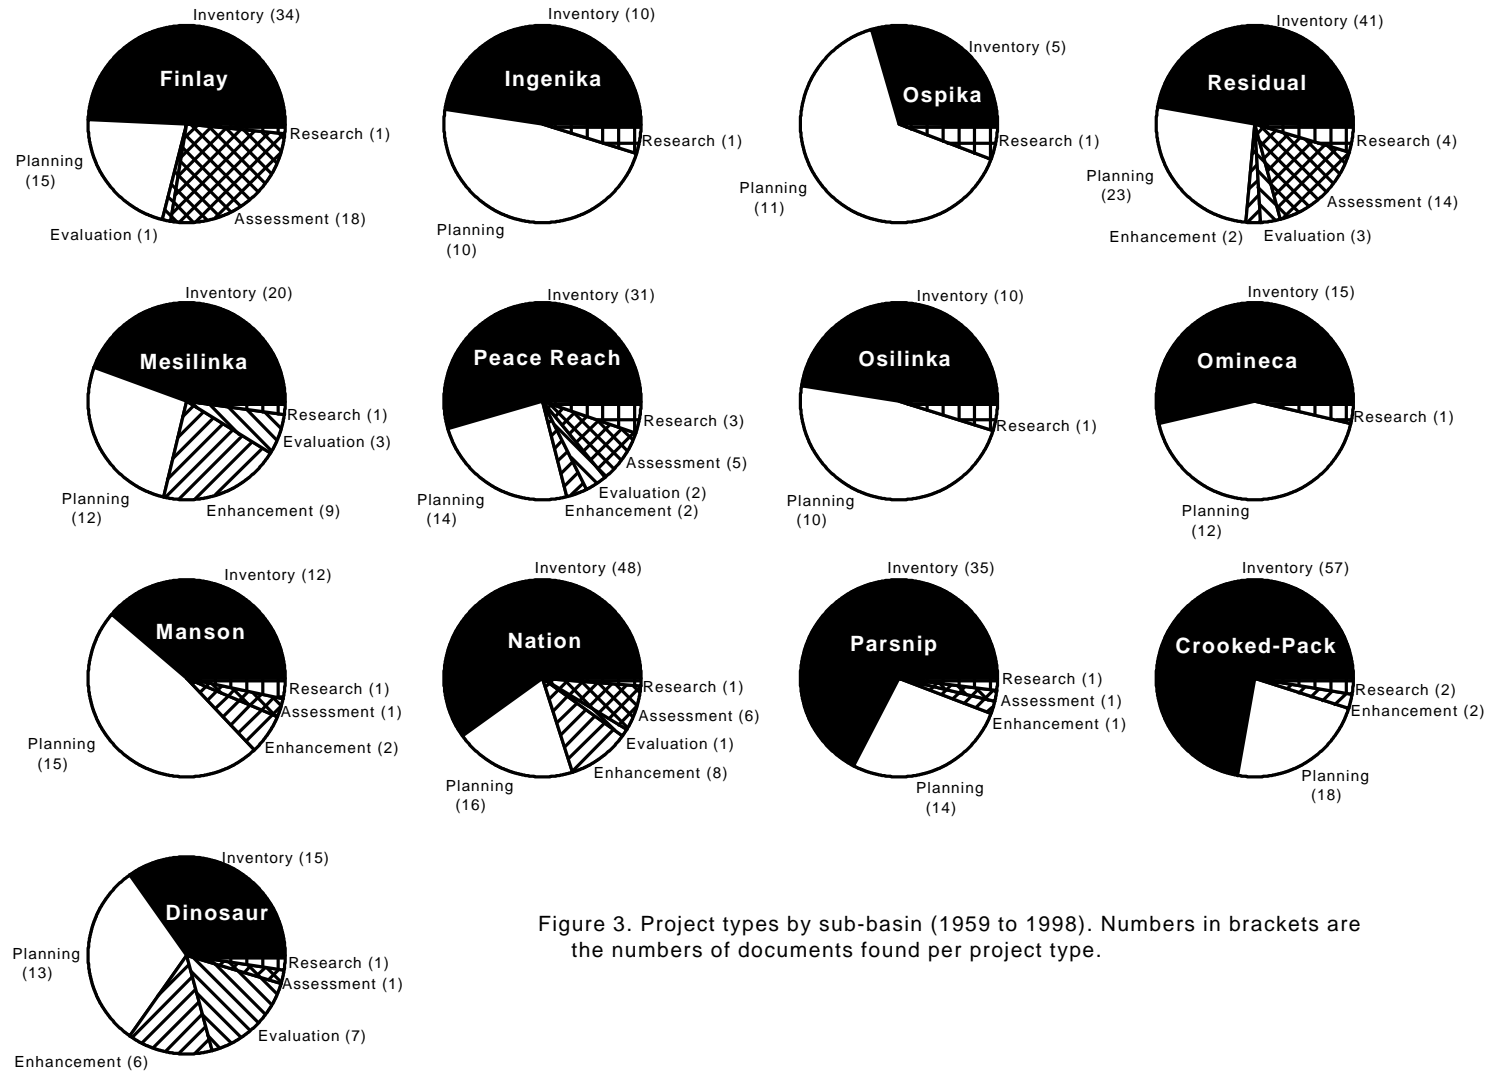 Inventory (34)
Finlay
Research (1)
Planning
(15)
Assessment (18)
Evaluation (1)
Inventory (10)
Ingenika
Research (1)
Planning
(10)
Inventory (5)
Ospika
Research (1)
Planning
(11)
Inventory (41)
Residual
Research (4)
Planning
(23)
Assessment (14)
Enhancement (2)
Evaluation (3)
Inventory (20)
Mesilinka
Research (1)
Evaluation (3)
Planning
(12)
Enhancement (9)
Inventory (31)
Peace Reach
Research (3)
Assessment (5)
Planning
(14)
Evaluation (2)
Enhancement (2)
Inventory (10)
Osilinka
Research (1)
Planning
(10)
Inventory (15)
Omineca
Research (1)
Planning
(12)
Inventory (12)
Manson
Research (1)
Assessment (1)
Planning
(15)
Enhancement (2)
Inventory (48)
Nation
Research (1)
Assessment (6)
Evaluation (1)
Enhancement (8)
Planning
(16)
Inventory (35)
Parsnip
Research (1)
Assessment (1)
Enhancement (1)
Planning
(14)
Inventory (57)
Crooked-Pack
Research (2)
Enhancement (2)
Planning
(18)
Inventory (15)
Dinosaur
Planning
(13)
Research (1)
Assessment (1)
Evaluation (7)
Enhancement (6)
Figure 3. Project types by sub-basin (1959 to 1998). Numbers in brackets are
the numbers of documents found per project type.